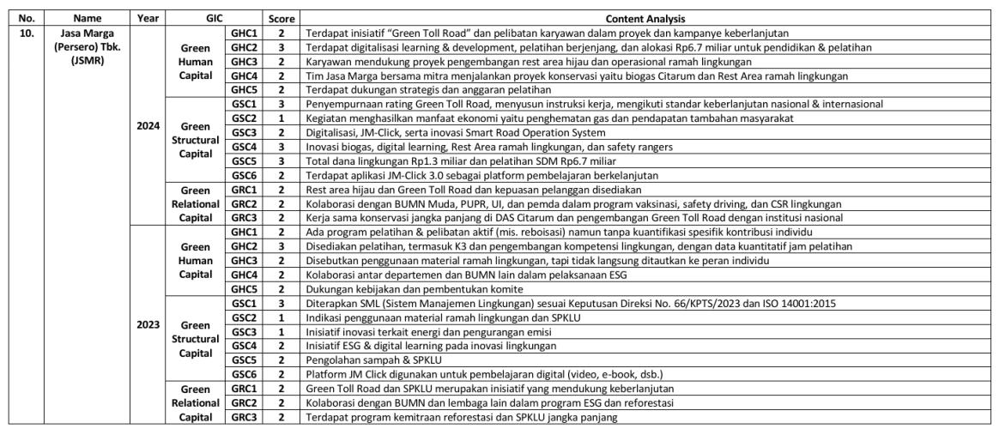 No. Name Year GIC Score Content Analysis
10. Jasa Marga (Persero) Tbk. (JSMR)
2024
Green Human Capital
GHC1 2 Terdapat inisiatif “Green Toll Road” dan pelibatan karyawan dalam proyek dan kampanye keberlanjutan
GHC2 3 Terdapat digitalisasi learning & development, pelatihan berjenjang, dan alokasi Rp6.7 miliar untuk pendidikan & pelatihan
GHC3 2 Karyawan mendukung proyek pengembangan rest area hijau dan operasional ramah lingkungan
GHC4 2 Tim Jasa Marga bersama mitra menjalankan proyek konservasi yaitu biogas Citarum dan Rest Area ramah lingkungan
GHC5 2 Terdapat dukungan strategis dan anggaran pelatihan
Green Structural Capital
GSC1 3 Penyempurnaan rating Green Toll Road, menyusun instruksi kerja, mengikuti standar keberlanjutan nasional & internasional
GSC2 1 Kegiatan menghasilkan manfaat ekonomi yaitu penghematan gas dan pendapatan tambahan masyarakat
GSC3 2 Digitalisasi, JM-Click, serta inovasi Smart Road Operation System
GSC4 3 Inovasi biogas, digital learning, Rest Area ramah lingkungan, dan safety rangers
GSC5 3 Total dana lingkungan Rp1.3 miliar dan pelatihan SDM Rp6.7 miliar
GSC6 2 Terdapat aplikasi JM-Click 3.0 sebagai platform pembelajaran berkelanjutan
Green Relational Capital
GRC1 2 Rest area hijau dan Green Toll Road dan kepuasan pelanggan disediakan
GRC2 2 Kolaborasi dengan BUMN Muda, PUPR, UI, dan pemda dalam program vaksinasi, safety driving, dan CSR lingkungan
GRC3 2 Kerja sama konservasi jangka panjang di DAS Citarum dan pengembangan Green Toll Road dengan institusi nasional
2023
Green Human Capital
GHC1 2 Ada program pelatihan & pelibatan aktif (mis. reboisasi) namun tanpa kuantifikasi spesifik kontribusi individu
GHC2 3 Disediakan pelatihan, termasuk K3 dan pengembangan kompetensi lingkungan, dengan data kuantitatif jam pelatihan
GHC3 2 Disebutkan penggunaan material ramah lingkungan, tapi tidak langsung ditautkan ke peran individu
GHC4 2 Kolaborasi antar departemen dan BUMN lain dalam pelaksanaan ESG
GHC5 2 Dukungan kebijakan dan pembentukan komite
Green Structural Capital
GSC1 3 Diterapkan SML (Sistem Manajemen Lingkungan) sesuai Keputusan Direksi No. 66/KPTS/2023 dan ISO 14001:2015
GSC2 1 Indikasi penggunaan material ramah lingkungan dan SPKLU
GSC3 1 Inisiatif inovasi terkait energi dan pengurangan emisi
GSC4 2 Inisiatif ESG & digital learning pada inovasi lingkungan
GSC5 2 Pengolahan sampah & SPKLU
GSC6 2 Platform JM Click digunakan untuk pembelajaran digital (video, e-book, dsb.)
Green Relational Capital
GRC1 2 Green Toll Road dan SPKLU merupakan inisiatif yang mendukung keberlanjutan
GRC2 2 Kolaborasi dengan BUMN dan lembaga lain dalam program ESG dan reforestasi
GRC3 2 Terdapat program kemitraan reforestasi dan SPKLU jangka panjang